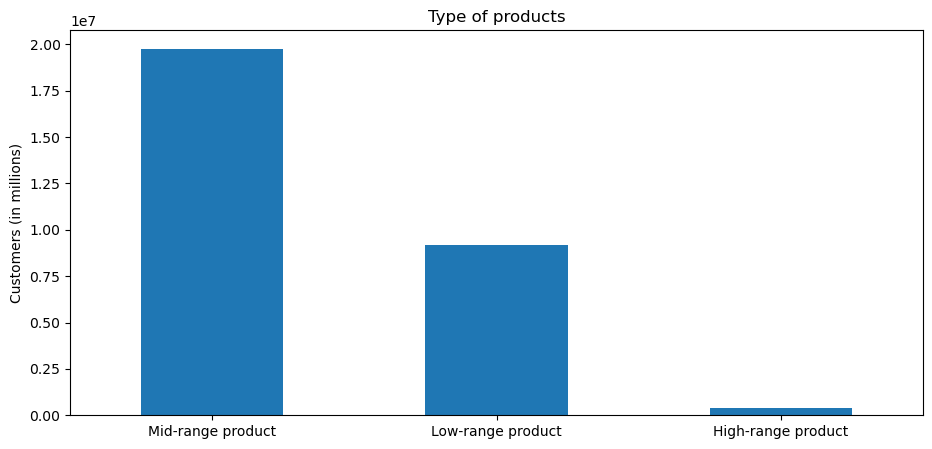 Type of products
1e7
2.00
1.75
1.50
1.25
1.00
0.75
0.50
0.25
0.00
Customers (in millions)
Mid-range product
Low-range product
High-range product